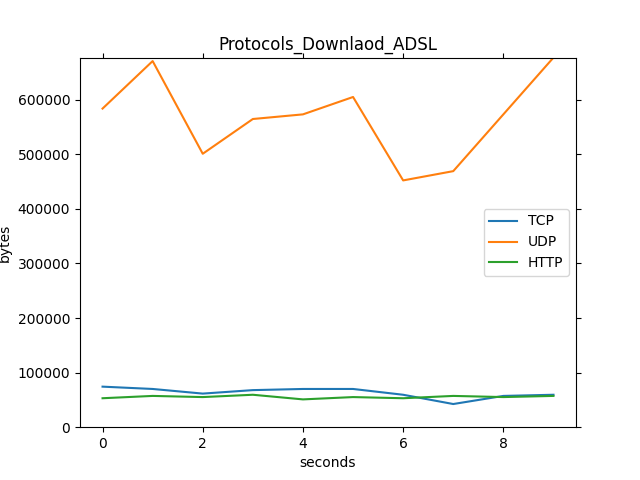 Protocols_Downlaod_ADSL
600000
500000
400000
300000
200000
100000
0
bytes
TCP
UDP
HTTP
0 2 4 6 8
seconds